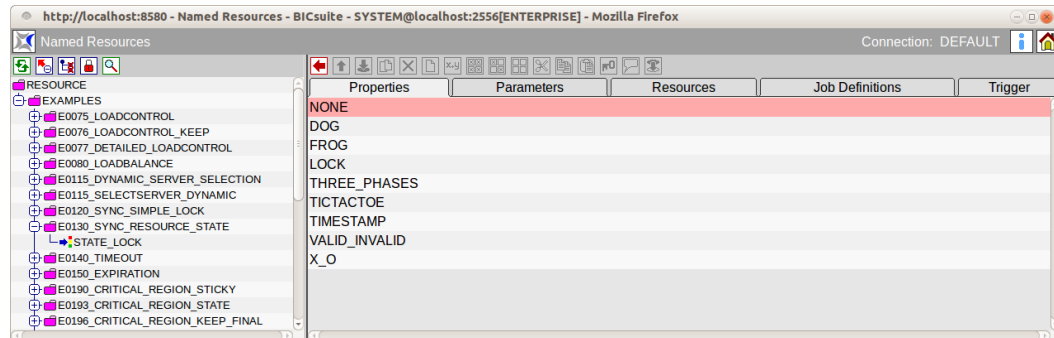 http://localhost:8580 - Named Resources - BICsuite - SYSTEM@localhost:2556[ENTERPRISE] - Mozilla Firefox
Named Resources
Connection: DEFAULT
RESOURCE
EXAMPLES
E0075_LOADCONTROL
E0076_LOADCONTROL_KEEP
E0077_DETAILED_LOADCONTROL
E0080_LOADBALANCE
E0115_DYNAMIC_SERVER_SELECTION
E0115_SELECTSERVER_DYNAMIC
E0120_SYNC_SIMPLE_LOCK
E0130_SYNC_RESOURCE_STATE
STATE_LOCK
E0140_TIMEOUT
E0150_EXPIRATION
E0190_CRITICAL_REGION_STICKY
E0193_CRITICAL_REGION_STATE
E0196_CRITICAL_REGION_KEEP_FINAL
Properties Parameters Resources Job Definitions Trigger
NONE
DOG
FROG
LOCK
THREE_PHASES
TICTACTOE
TIMESTAMP
VALID_INVALID
X_O